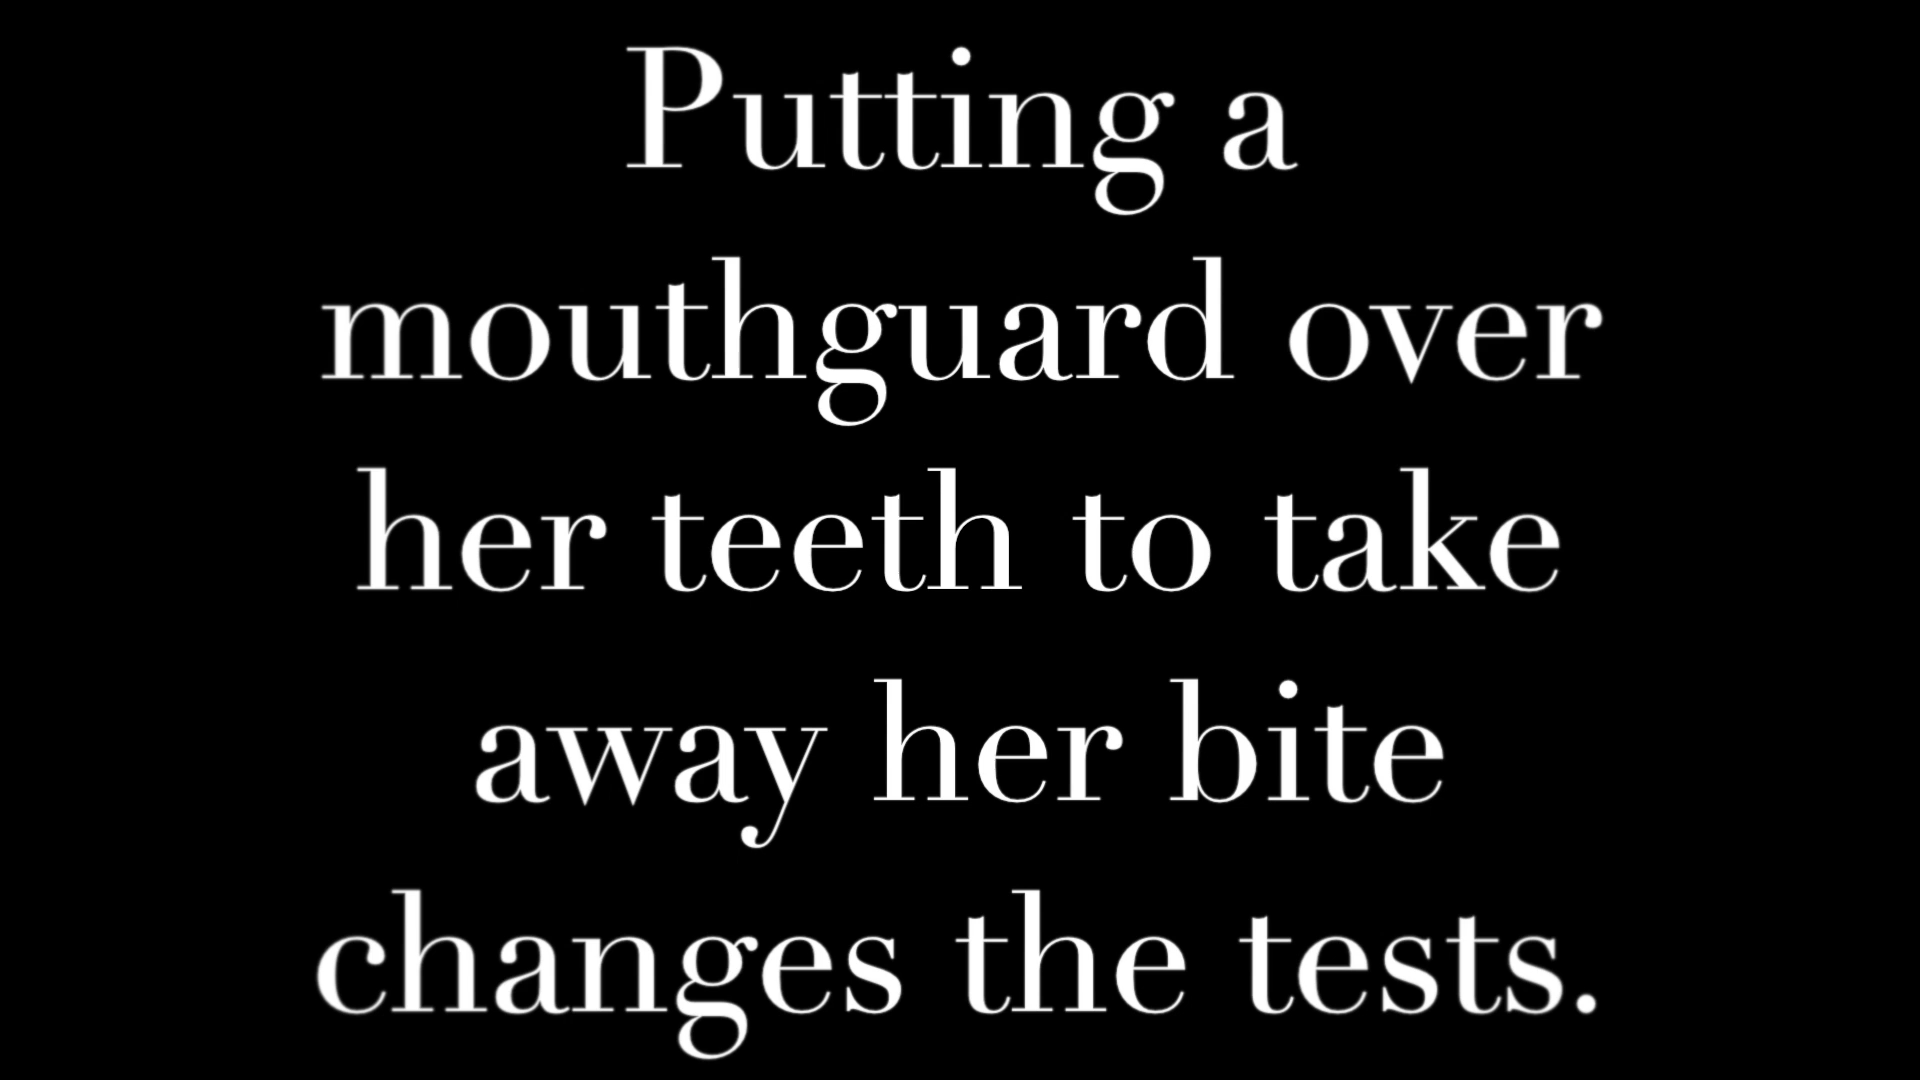 Putting a
mouthguard over
her teeth to take
away her bite
changes the tests.